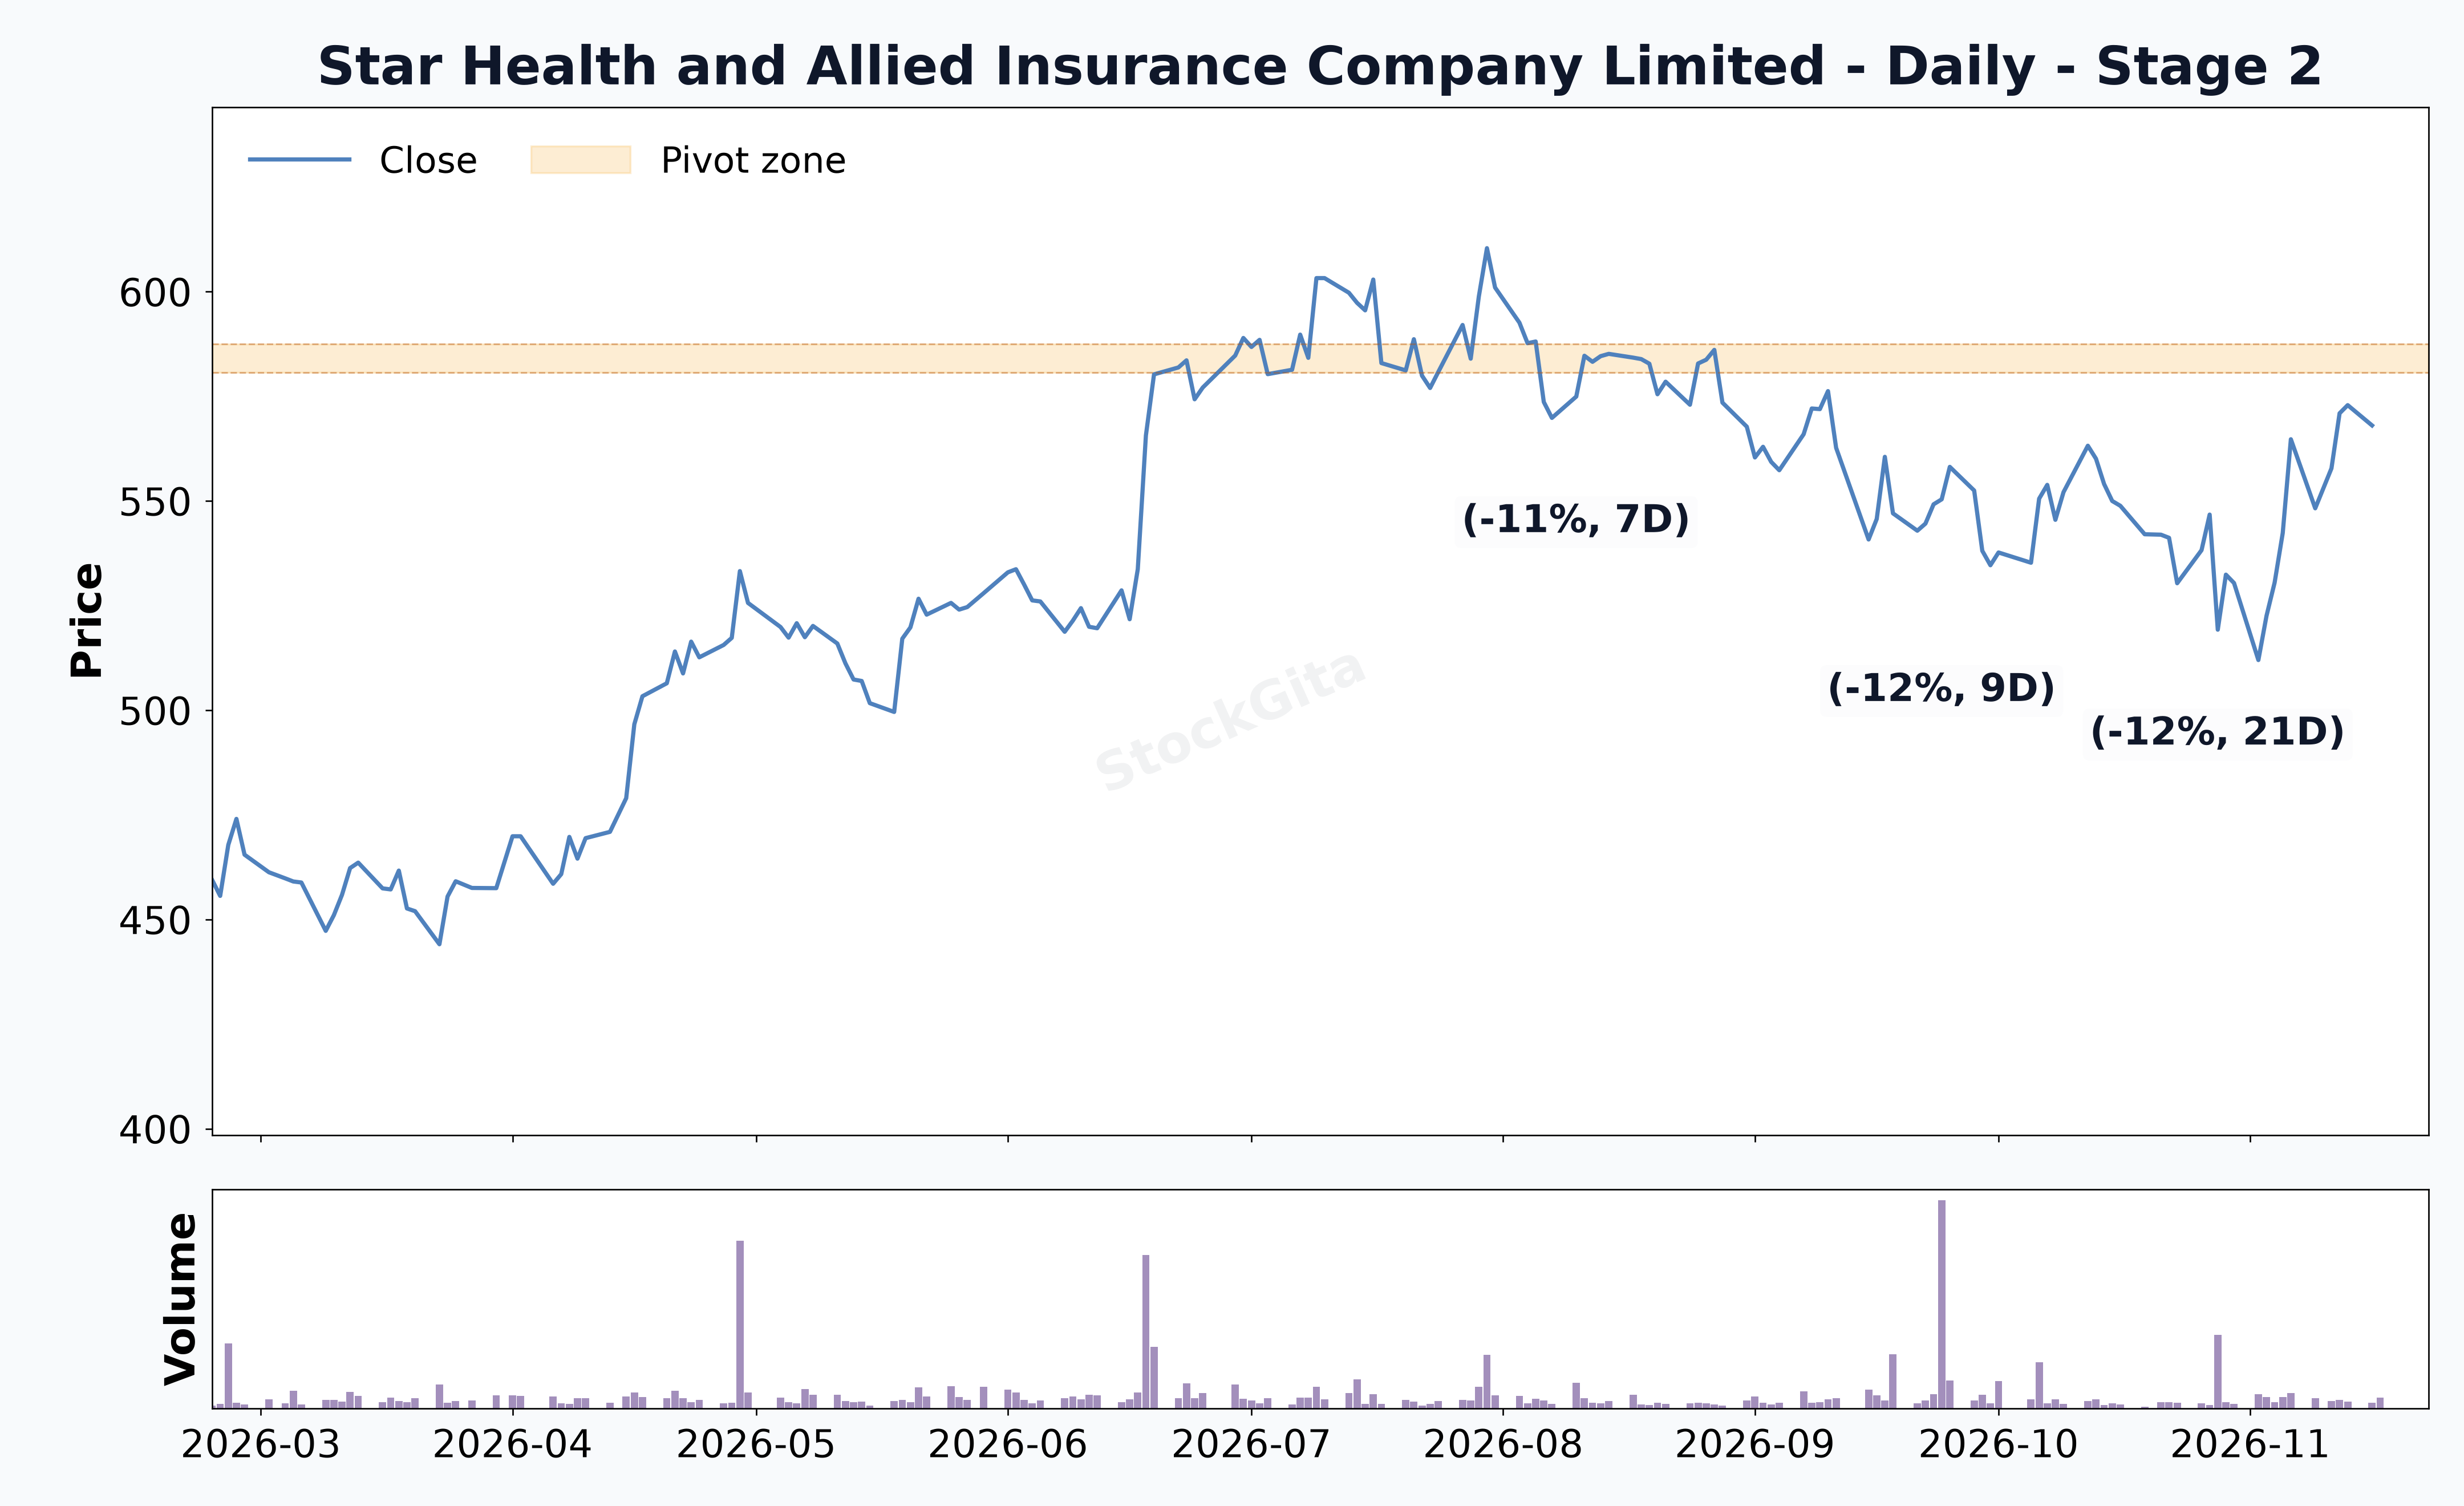 Star Health and Allied Insurance Company Limited - Daily - Stage 2
Close
Pivot zone
Price
600
550
500
450
400
(-11%, 7D)
(-12%, 9D)
(-12%, 21D)
StockGita
Volume
2026-03
2026-04
2026-05
2026-06
2026-07
2026-08
2026-09
2026-10
2026-11